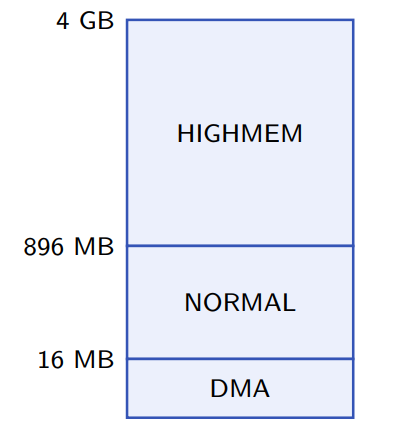 4 GB
HIGHMEM
896 MB
NORMAL
16 MB
DMA